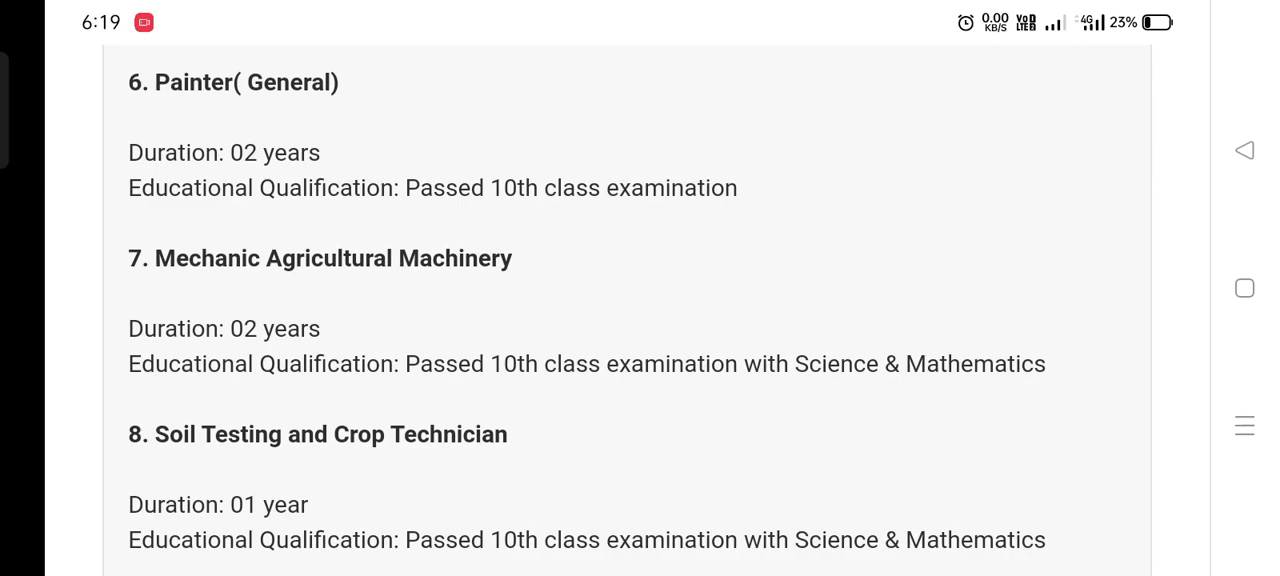 6:19
0.00
KB/S
4G
23%
6. Painter( General)
Duration: 02 years
Educational Qualification: Passed 10th class examination
7. Mechanic Agricultural Machinery
Duration: 02 years
Educational Qualification: Passed 10th class examination with Science & Mathematics
8. Soil Testing and Crop Technician
Duration: 01 year
Educational Qualification: Passed 10th class examination with Science & Mathematics